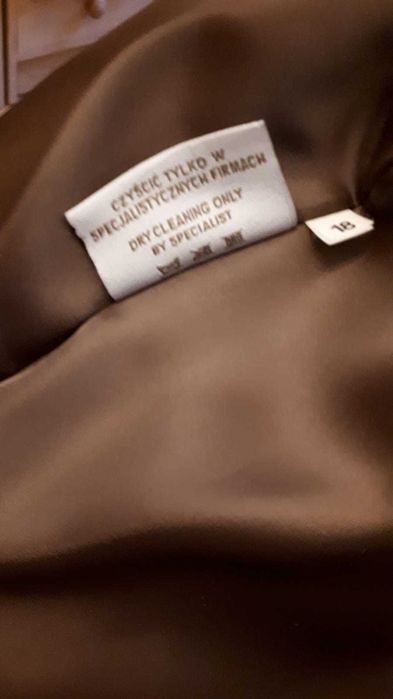 CZYŚCIĆ TYLKO W
SPECJALISTYCZNYCH FIRMACH
DRY CLEANING ONLY
BY SPECIALIST
18